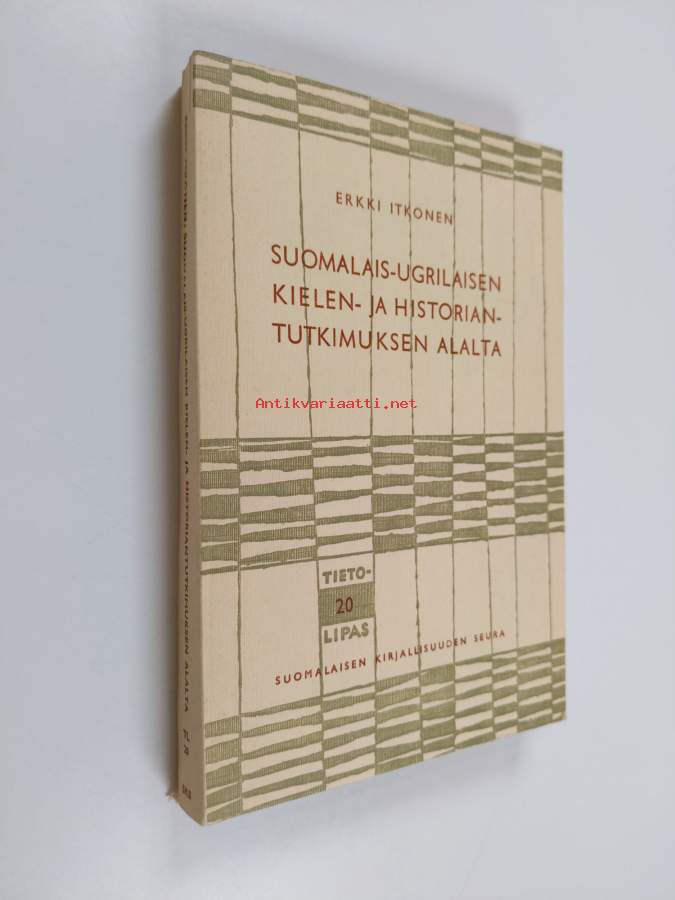 ERKKI ITKONEN
SUOMALAIS-UGRILAISEN
KIELEN- JA HISTORIAN-
TUTKIMUKSEN ALALTA
Antikvariaatti.net
TIETO-
20
LIPAS
SUOMALAISEN KIRJALLISUUDEN SEURA
SUOMALAIS-UGRILAISEN KIELEN- JA HISTORIANTUTKIMUKSEN ALALTA